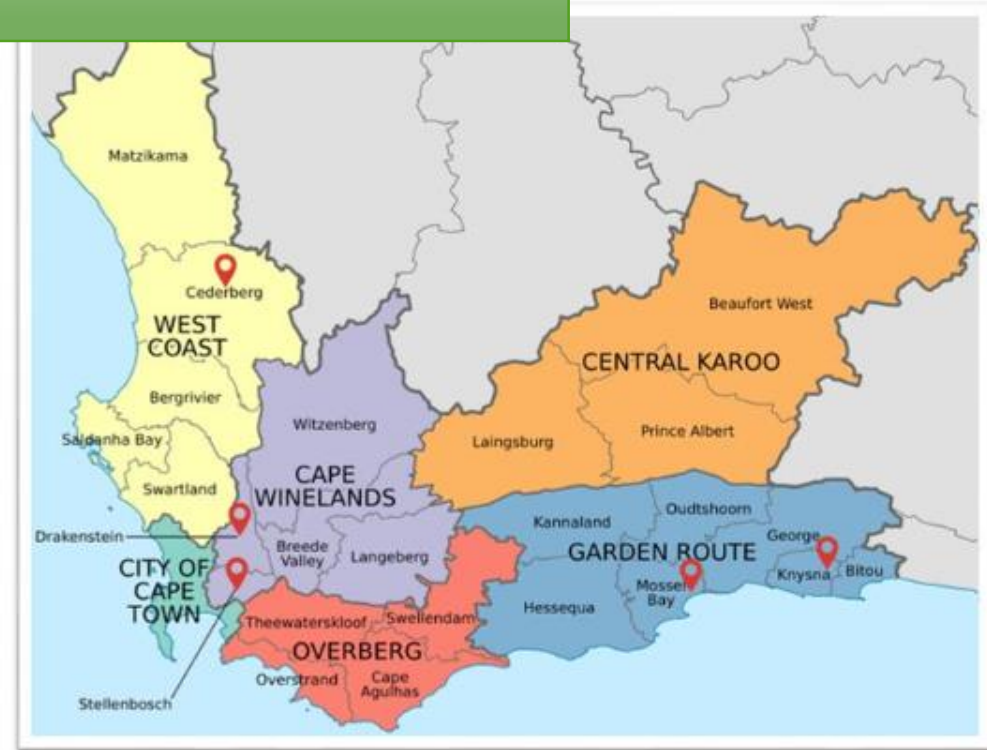 Matzikama
Cederberg
WEST
COAST
Bergrivier
Saldanha Bay
Swartland
Drakenstein
CITY OF
CAPE
TOWN
Stellenbosch
Witzenberg
CAPE
WINELANDS
Breede
Valley
Langeberg
Theewaterskloof
Swellendam
OVERBERG
Overstrand
Cape
Agulhas
Beaufort West
CENTRAL KAROO
Laingsburg
Prince Albert
Kannaland
Oudtshoorn
George
GARDEN ROUTE
Mossel
Bay
Knysna
Bitou
Hessequa